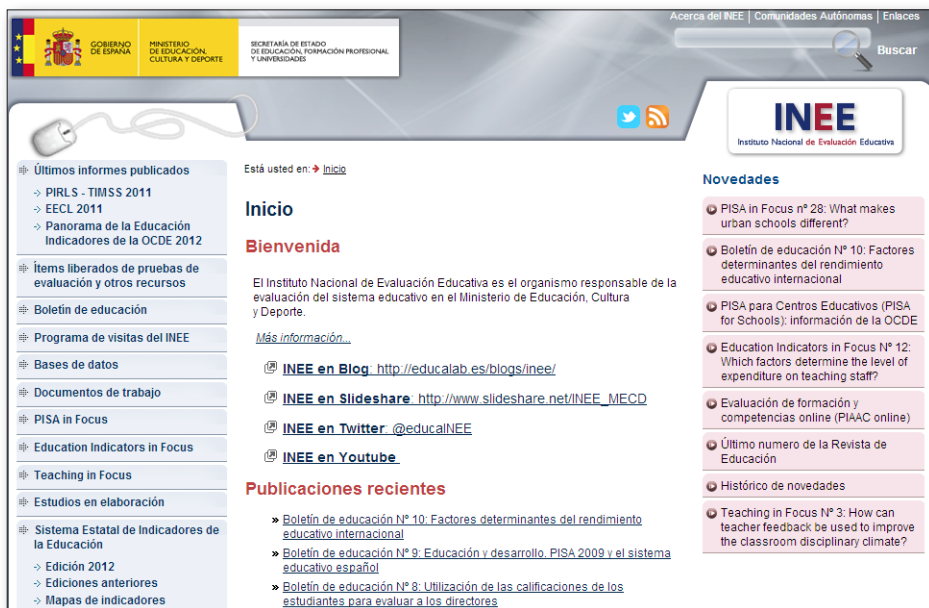 Acerca del INEE | Comunidades Autónomas | Enlaces
GOBIERNO
DE ESPAÑA
MINISTERIO
DE EDUCACIÓN,
CULTURA Y DEPORTE
SECRETARÍA DE ESTADO
DE EDUCACIÓN, FORMACIÓN PROFESIONAL
Y UNIVERSIDADES
Buscar
INEE
Instituto Nacional de Evaluación Educativa
Últimos informes publicados
PIRLS - TIMSS 2011
EECL 2011
Panorama de la Educación
Indicadores de la OCDE 2012
Ítems liberados de pruebas de
evaluación y otros recursos
Boletín de educación
Programa de visitas del INEE
Bases de datos
Documentos de trabajo
PISA in Focus
Education Indicators in Focus
Teaching in Focus
Estudios en elaboración
Sistema Estatal de Indicadores de
la Educación
Edición 2012
Ediciones anteriores
Mapas de indicadores
Está usted en: Inicio
Inicio
Bienvenida
El Instituto Nacional de Evaluación Educativa es el organismo responsable de la
evaluación del sistema educativo en el Ministerio de Educación, Cultura
y Deporte.
Más información...
INEE en Blog: http://educalab.es/blogs/inee/
INEE en Slideshare: http://www.slideshare.net/INEE_MECD
INEE en Twitter: @educaINEE
INEE en Youtube
Publicaciones recientes
» Boletín de educación Nº 10: Factores determinantes del rendimiento
educativo internacional
» Boletín de educación Nº 9: Educación y desarrollo. PISA 2009 y el sistema
educativo español
» Boletín de educación Nº 8: Utilización de las calificaciones de los
estudiantes para evaluar a los directores
Novedades
PISA in Focus nº 28: What makes
urban schools different?
Boletín de educación Nº 10: Factores
determinantes del rendimiento
educativo internacional
PISA para Centros Educativos (PISA
for Schools): información de la OCDE
Education Indicators in Focus Nº 12:
Which factors determine the level of
expenditure on teaching staff?
Evaluación de formación y
competencias online (PIAAC online)
Último numero de la Revista de
Educación
Histórico de novedades
Teaching in Focus Nº 3: How can
teacher feedback be used to improve
the classroom disciplinary climate?